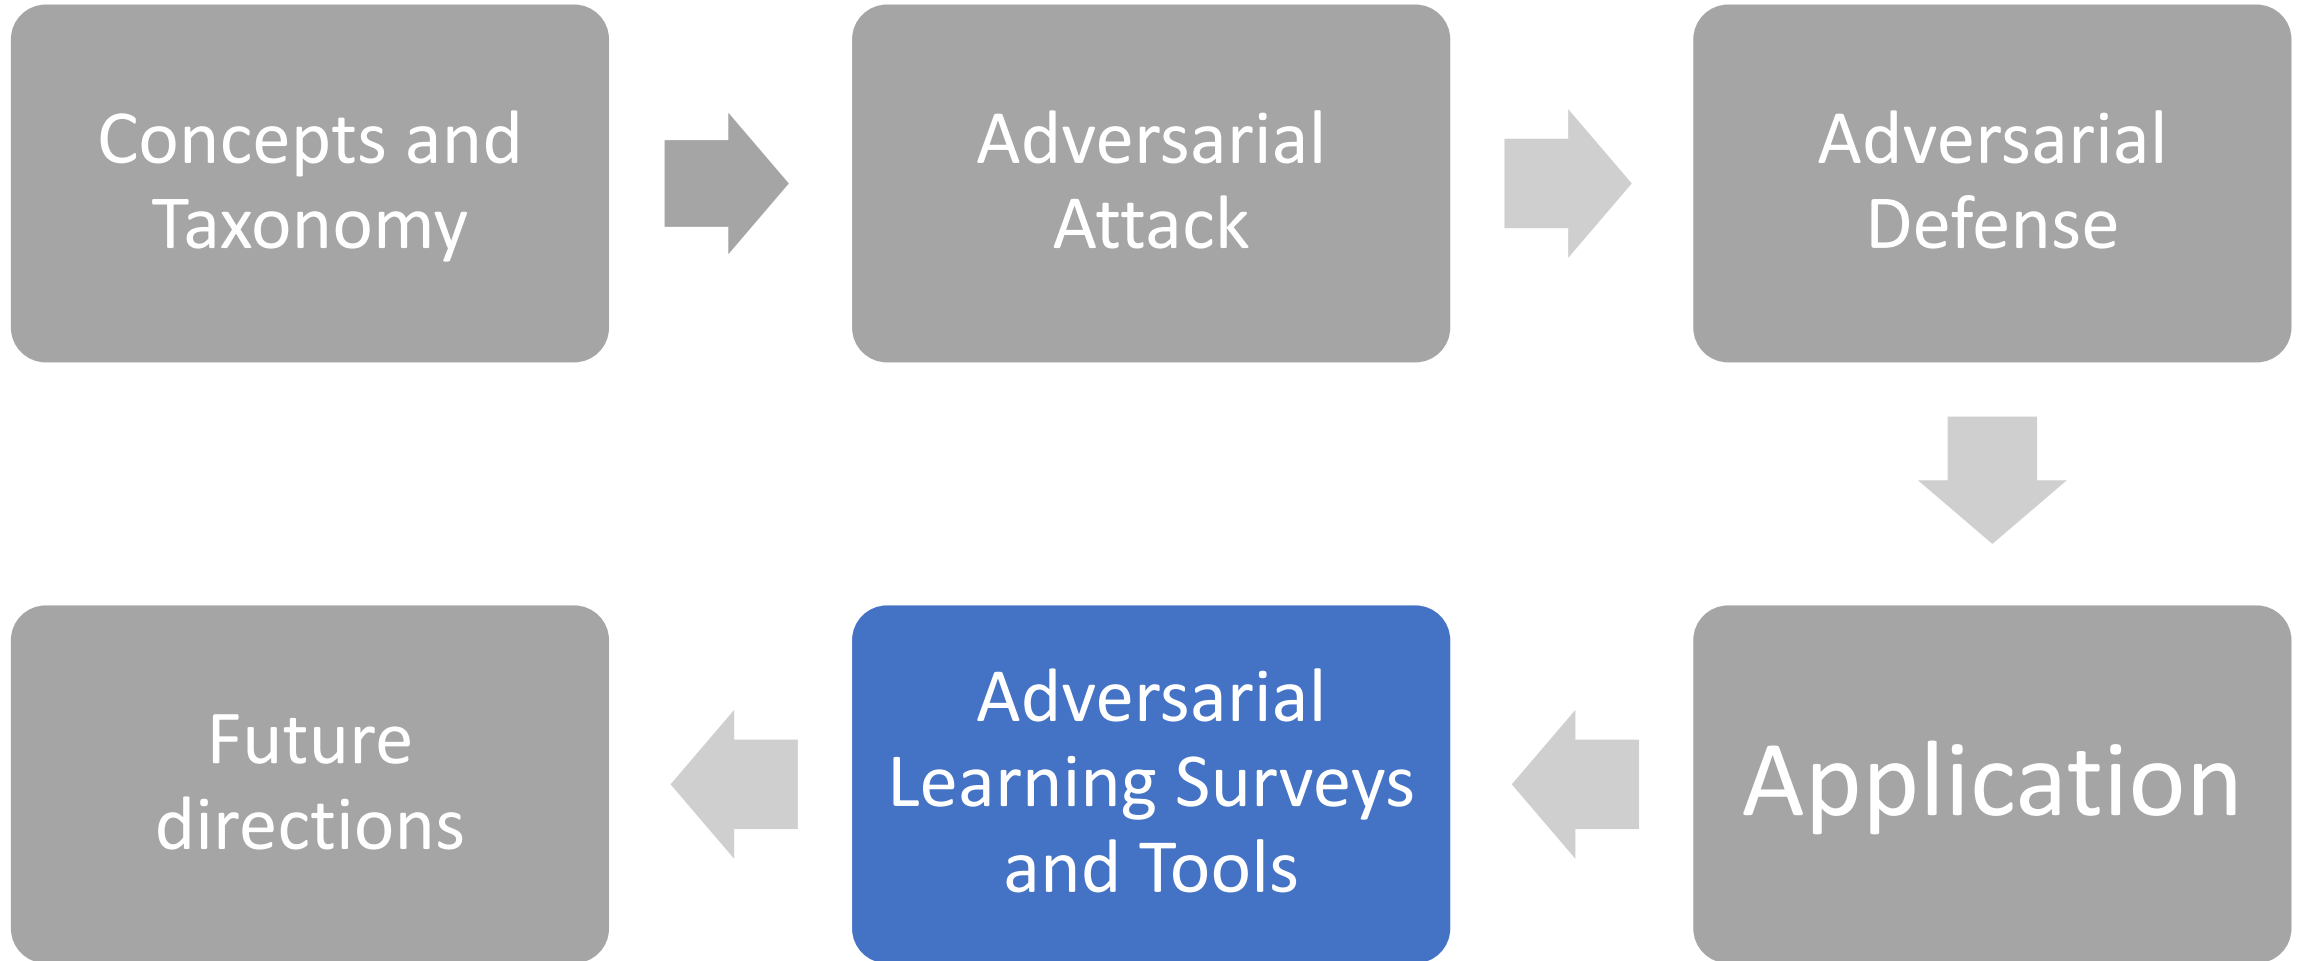 Concepts and
Taxonomy
Adversarial
Attack
Adversarial
Defense
Application
Adversarial
Learning Surveys
and Tools
Future
directions